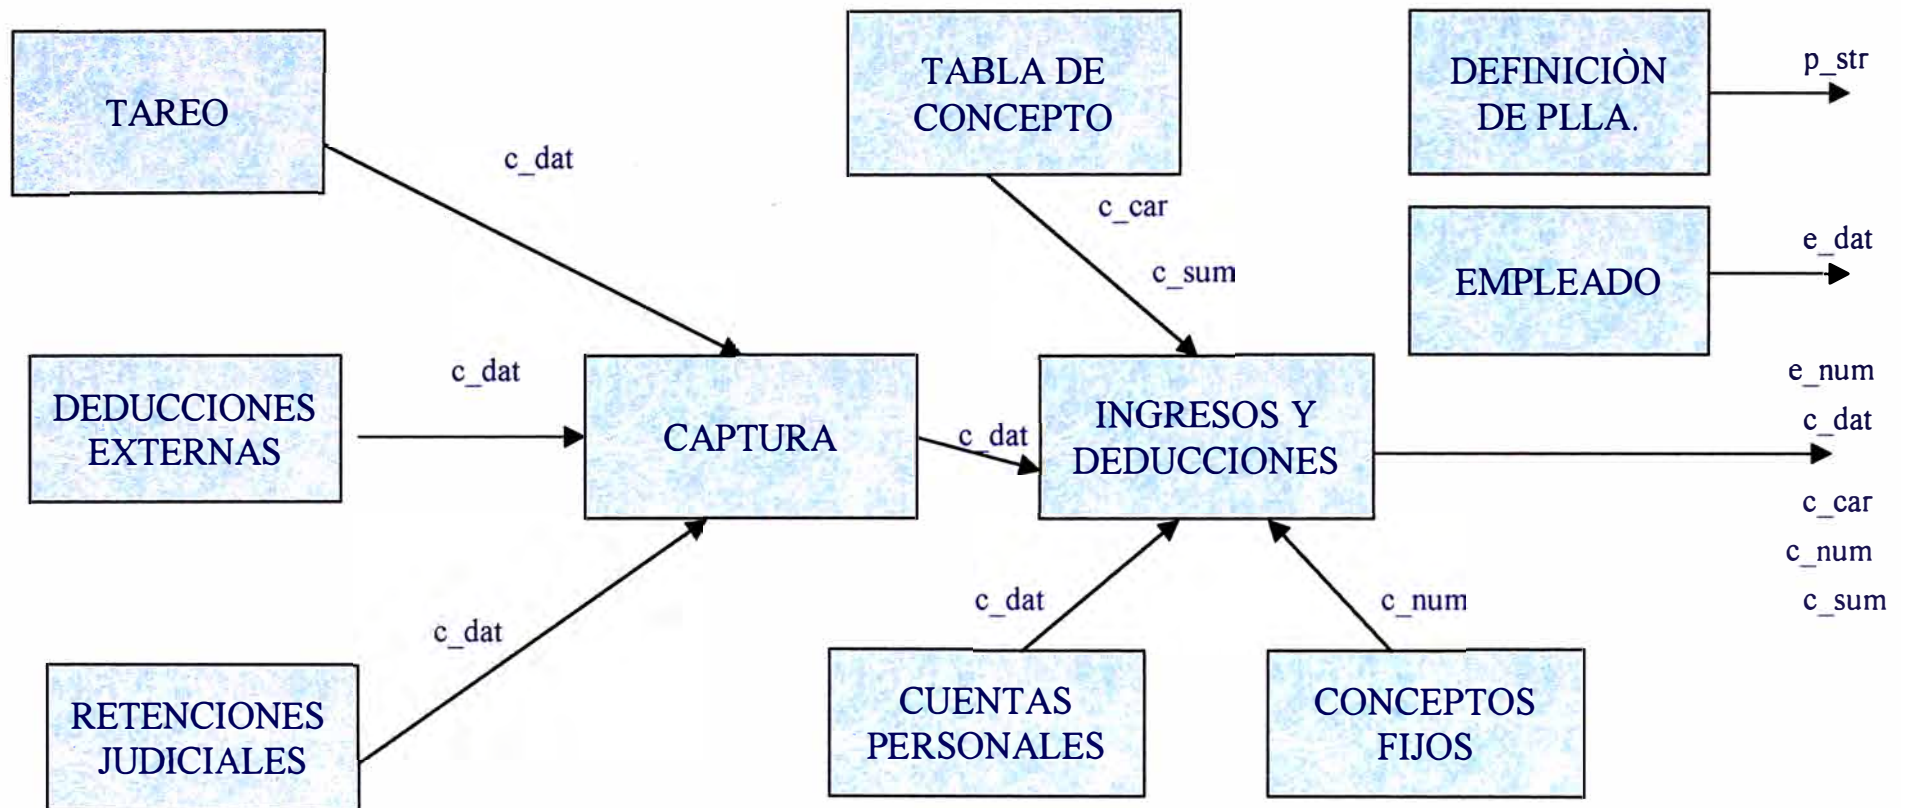 TAREO
c_dat
TABLA DE
CONCEPTO
c_car
c_sum
DEFINICIÒN
DE PLLA.
p_str
EMPLEADO
e_dat
DEDUCCIONES
EXTERNAS
c_dat
CAPTURA
c_dat
INGRESOS Y
DEDUCCIONES
e_num
c_dat
c_car
c_num
c_sum
RETENCIONES
JUDICIALES
c_dat
CUENTAS
PERSONALES
c_dat
CONCEPTOS
FIJOS
c_num